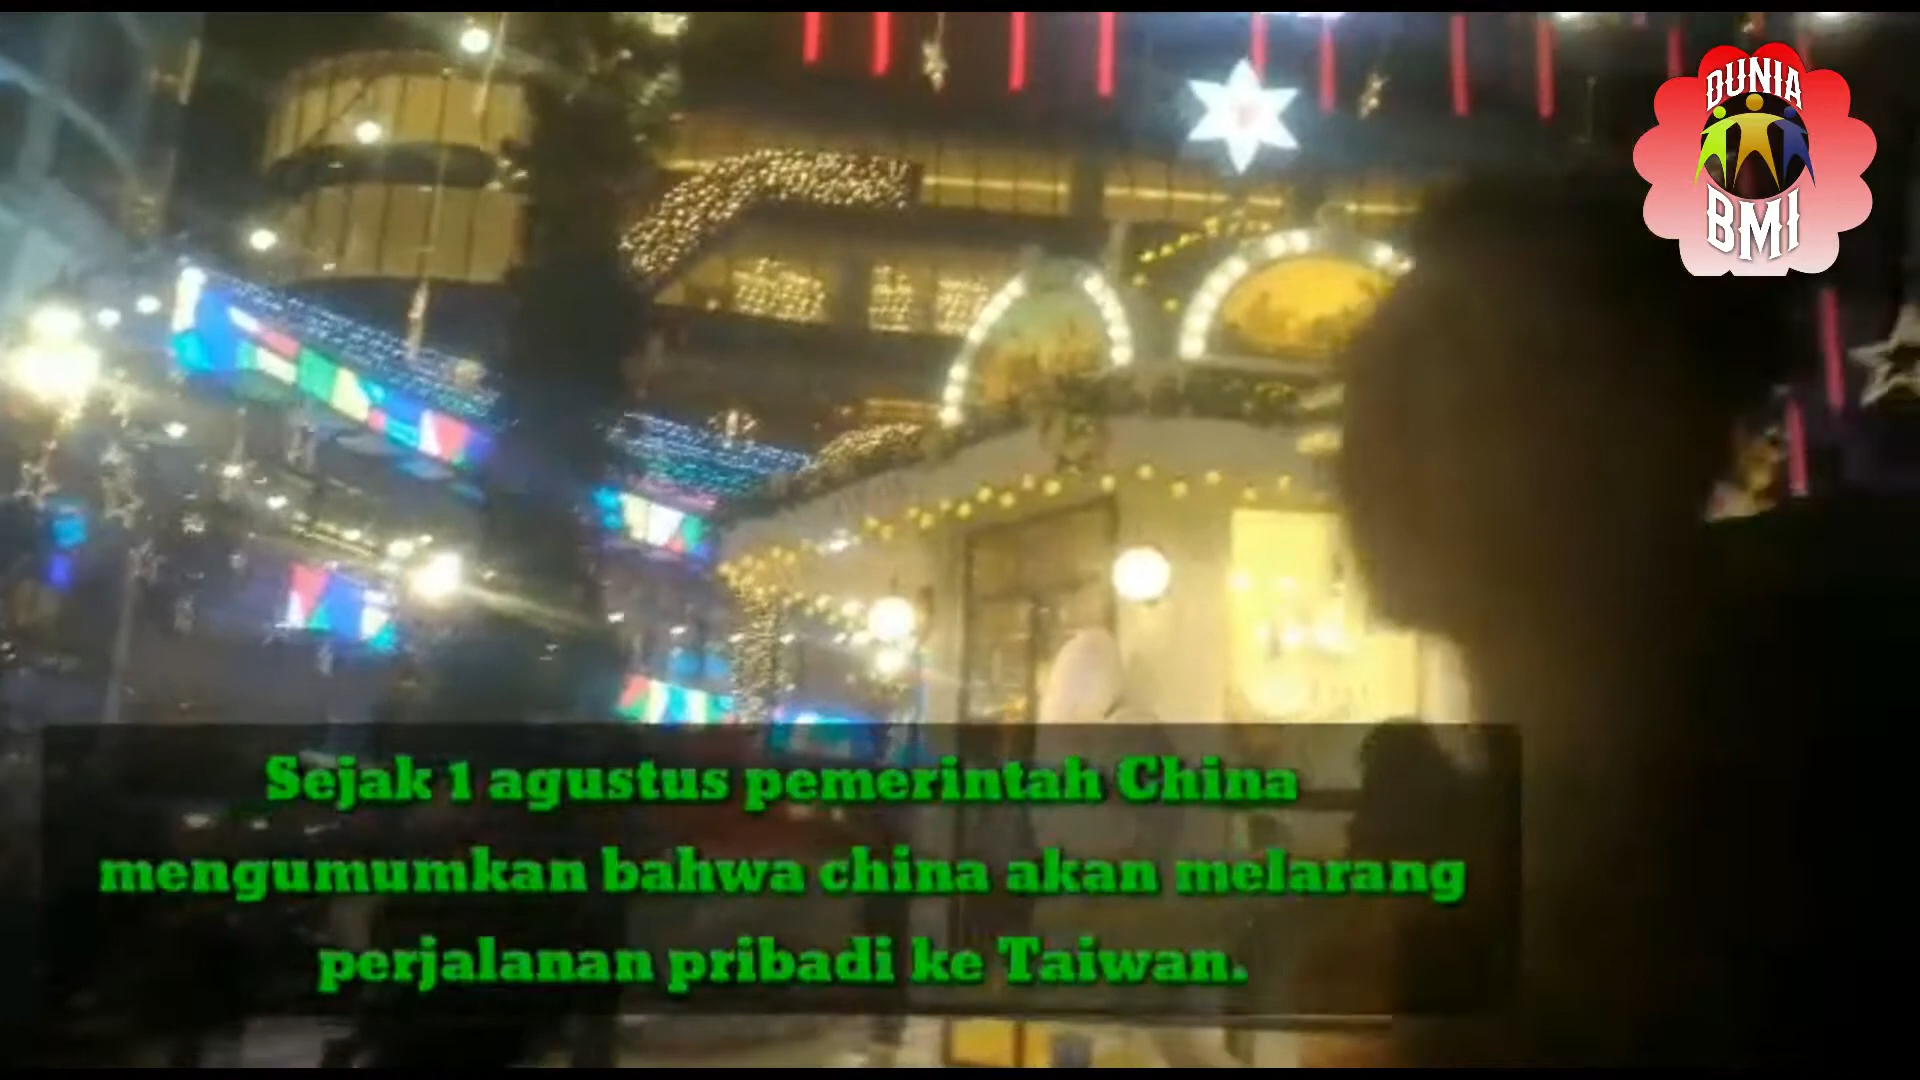 DUNIA
BMI
Sejak 1 agustus pemerintah China
mengumumkan bahwa china akan melarang
perjalanan pribadi ke Taiwan.